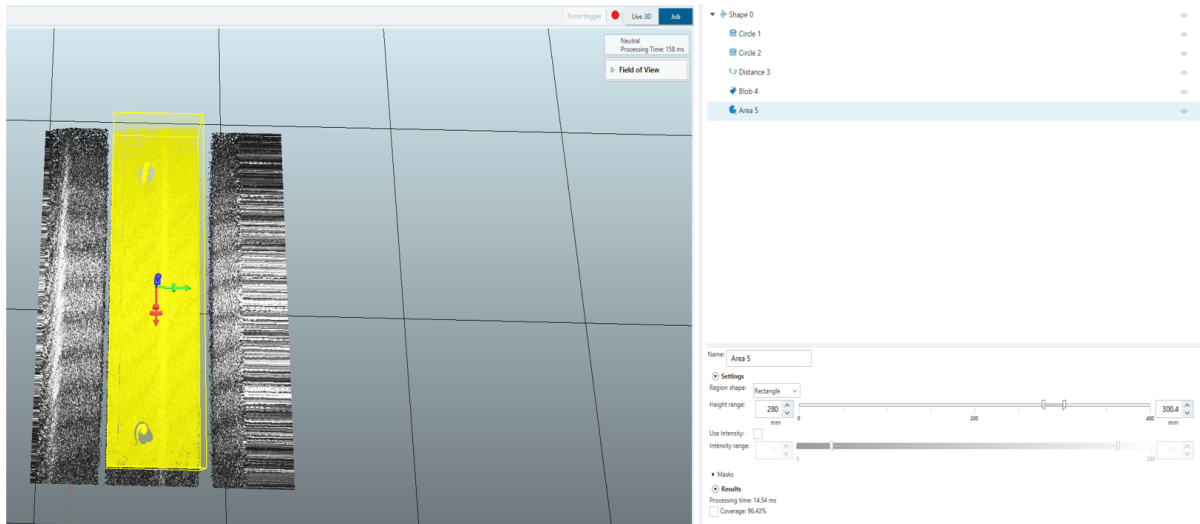 Force trigger Live 3D Job
Neutral
Processing Time: 158 ms
Field of View
Shape 0
Circle 1
Circle 2
Distance 3
Blob 4
Area 5
Name: Area 5
Settings
Region shape: Rectangle
Height range: 280 0 200 400 300.4
mm mm
Use Intensity:
Intensity range: 0 255
Masks
Results
Processing time: 14.54 ms
Coverage: 96.43%